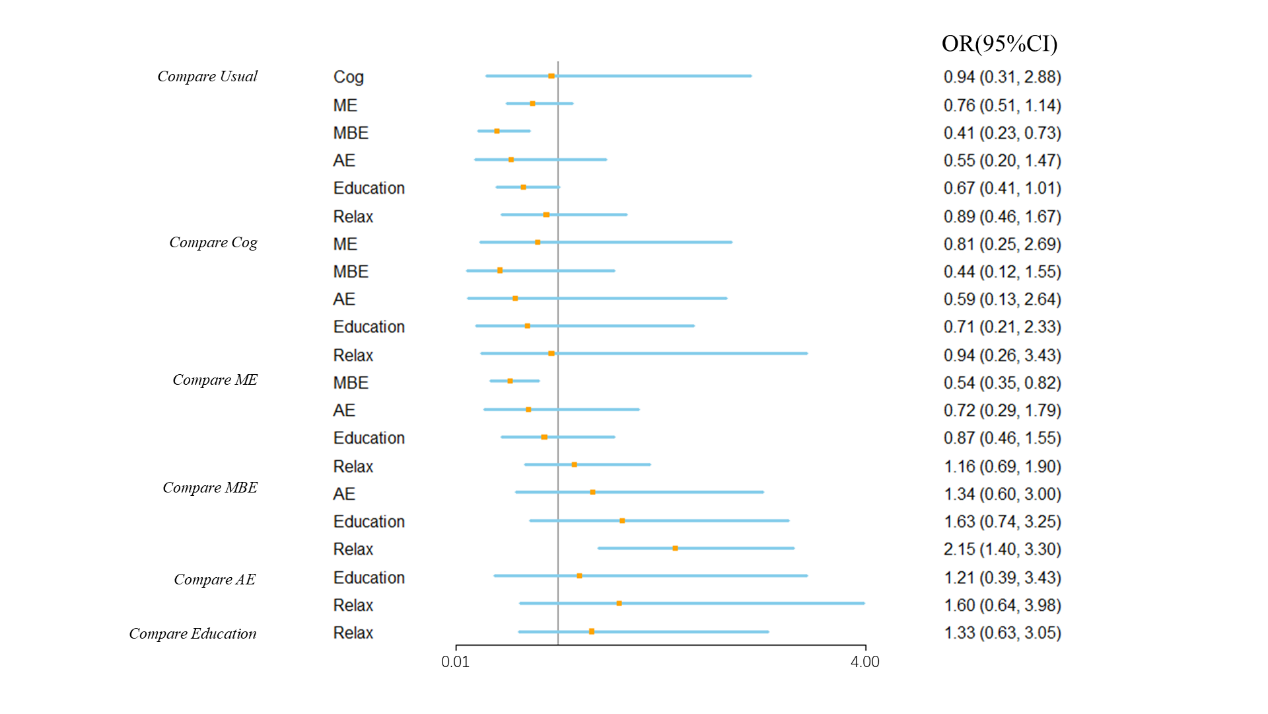 OR(95%CI)
Compare Usual Cog 0.94 (0.31, 2.88)
ME 0.76 (0.51, 1.14)
MBE 0.41 (0.23, 0.73)
AE 0.55 (0.20, 1.47)
Education 0.67 (0.41, 1.01)
Relax 0.89 (0.46, 1.67)
Compare Cog ME 0.81 (0.25, 2.69)
MBE 0.44 (0.12, 1.55)
AE 0.59 (0.13, 2.64)
Education 0.71 (0.21, 2.33)
Relax 0.94 (0.26, 3.43)
Compare ME MBE 0.54 (0.35, 0.82)
AE 0.72 (0.29, 1.79)
Education 0.87 (0.46, 1.55)
Relax 1.16 (0.69, 1.90)
Compare MBE AE 1.34 (0.60, 3.00)
Education 1.63 (0.74, 3.25)
Relax 2.15 (1.40, 3.30)
Compare AE Education 1.21 (0.39, 3.43)
Relax 1.60 (0.64, 3.98)
Compare Education Relax 1.33 (0.63, 3.05)
0.01 4.00